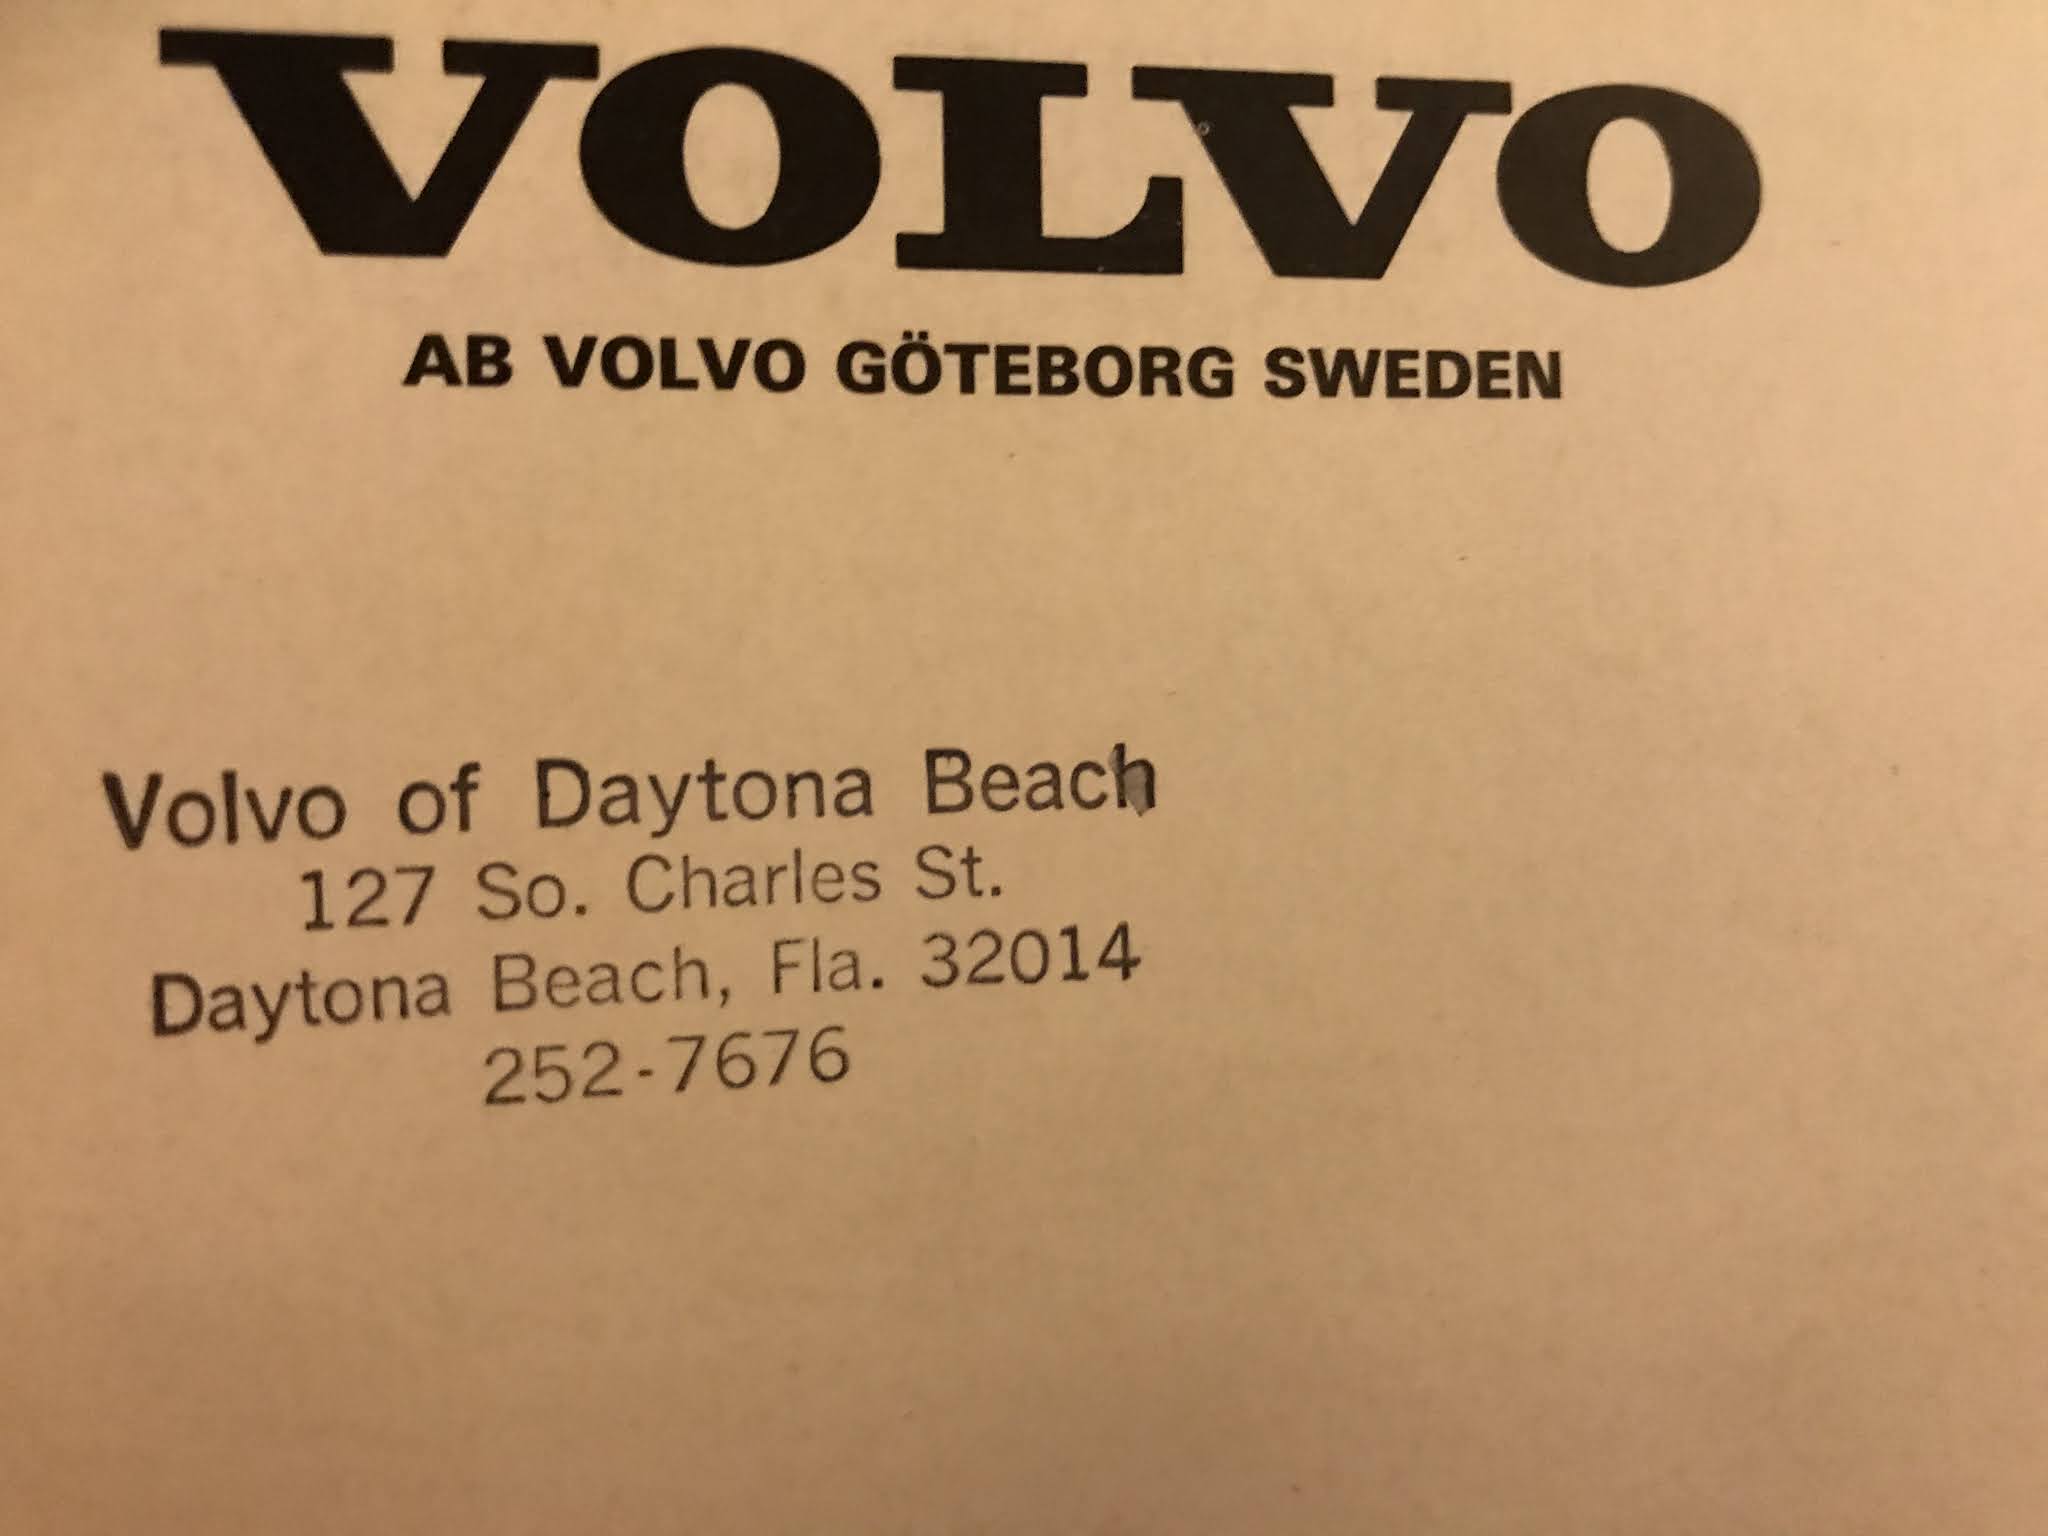 VOLVO
AB VOLVO GÖTEBORG SWEDEN
Volvo of Daytona Beach
127 So. Charles St.
Daytona Beach, Fla. 32014
252-7676